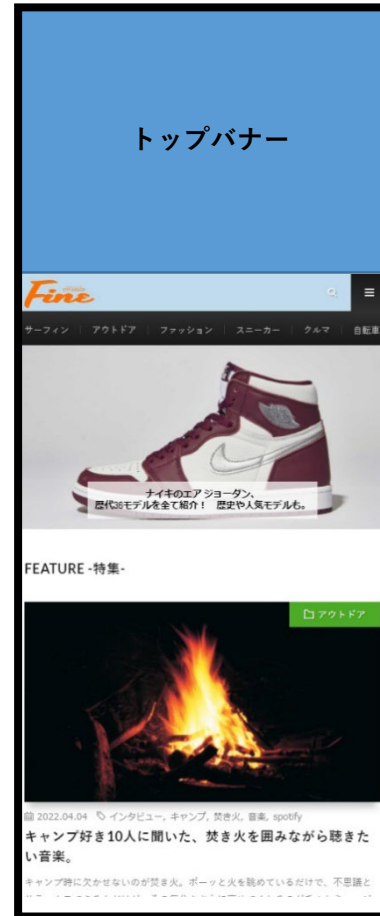 トップバナー
Fine
サーフィン アウトドア ファッション スニーカー クルマ 自転車
ナイキのエア ジョーダン、
歴代36モデルを全て紹介！ 歴史や人気モデルも。
FEATURE -特集-
アウトドア
2022.04.04 インタビュー, キャンプ, 焚き火, 音楽, spotify
キャンプ好き10人に聞いた、焚き火を囲みながら聴きた
い音楽。
キャンプ時に欠かせないのが焚き火。ボーッと火を眺めているだけで、不思議と